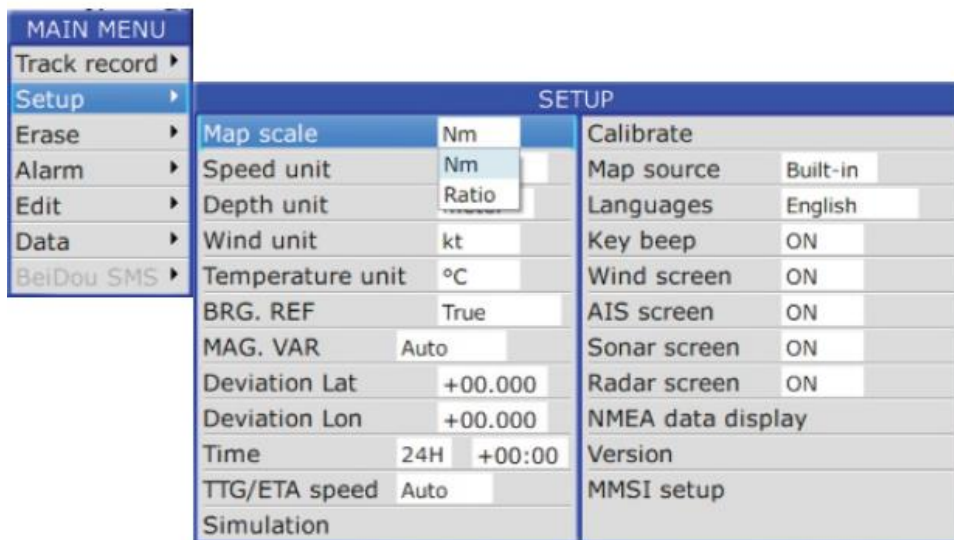 MAIN MENU
Track record
Setup
Erase
Alarm
Edit
Data
BeiDou SMS
SETUP
Map scale Nm
Nm
Ratio
Speed unit
Depth unit
Wind unit kt
Temperature unit °C
BRG. REF True
MAG. VAR Auto
Deviation Lat +00.000
Deviation Lon +00.000
Time 24H +00:00
TTG/ETA speed Auto
Simulation
Calibrate
Map source Built-in
Languages English
Key beep ON
Wind screen ON
AIS screen ON
Sonar screen ON
Radar screen ON
NMEA data display
Version
MMSI setup